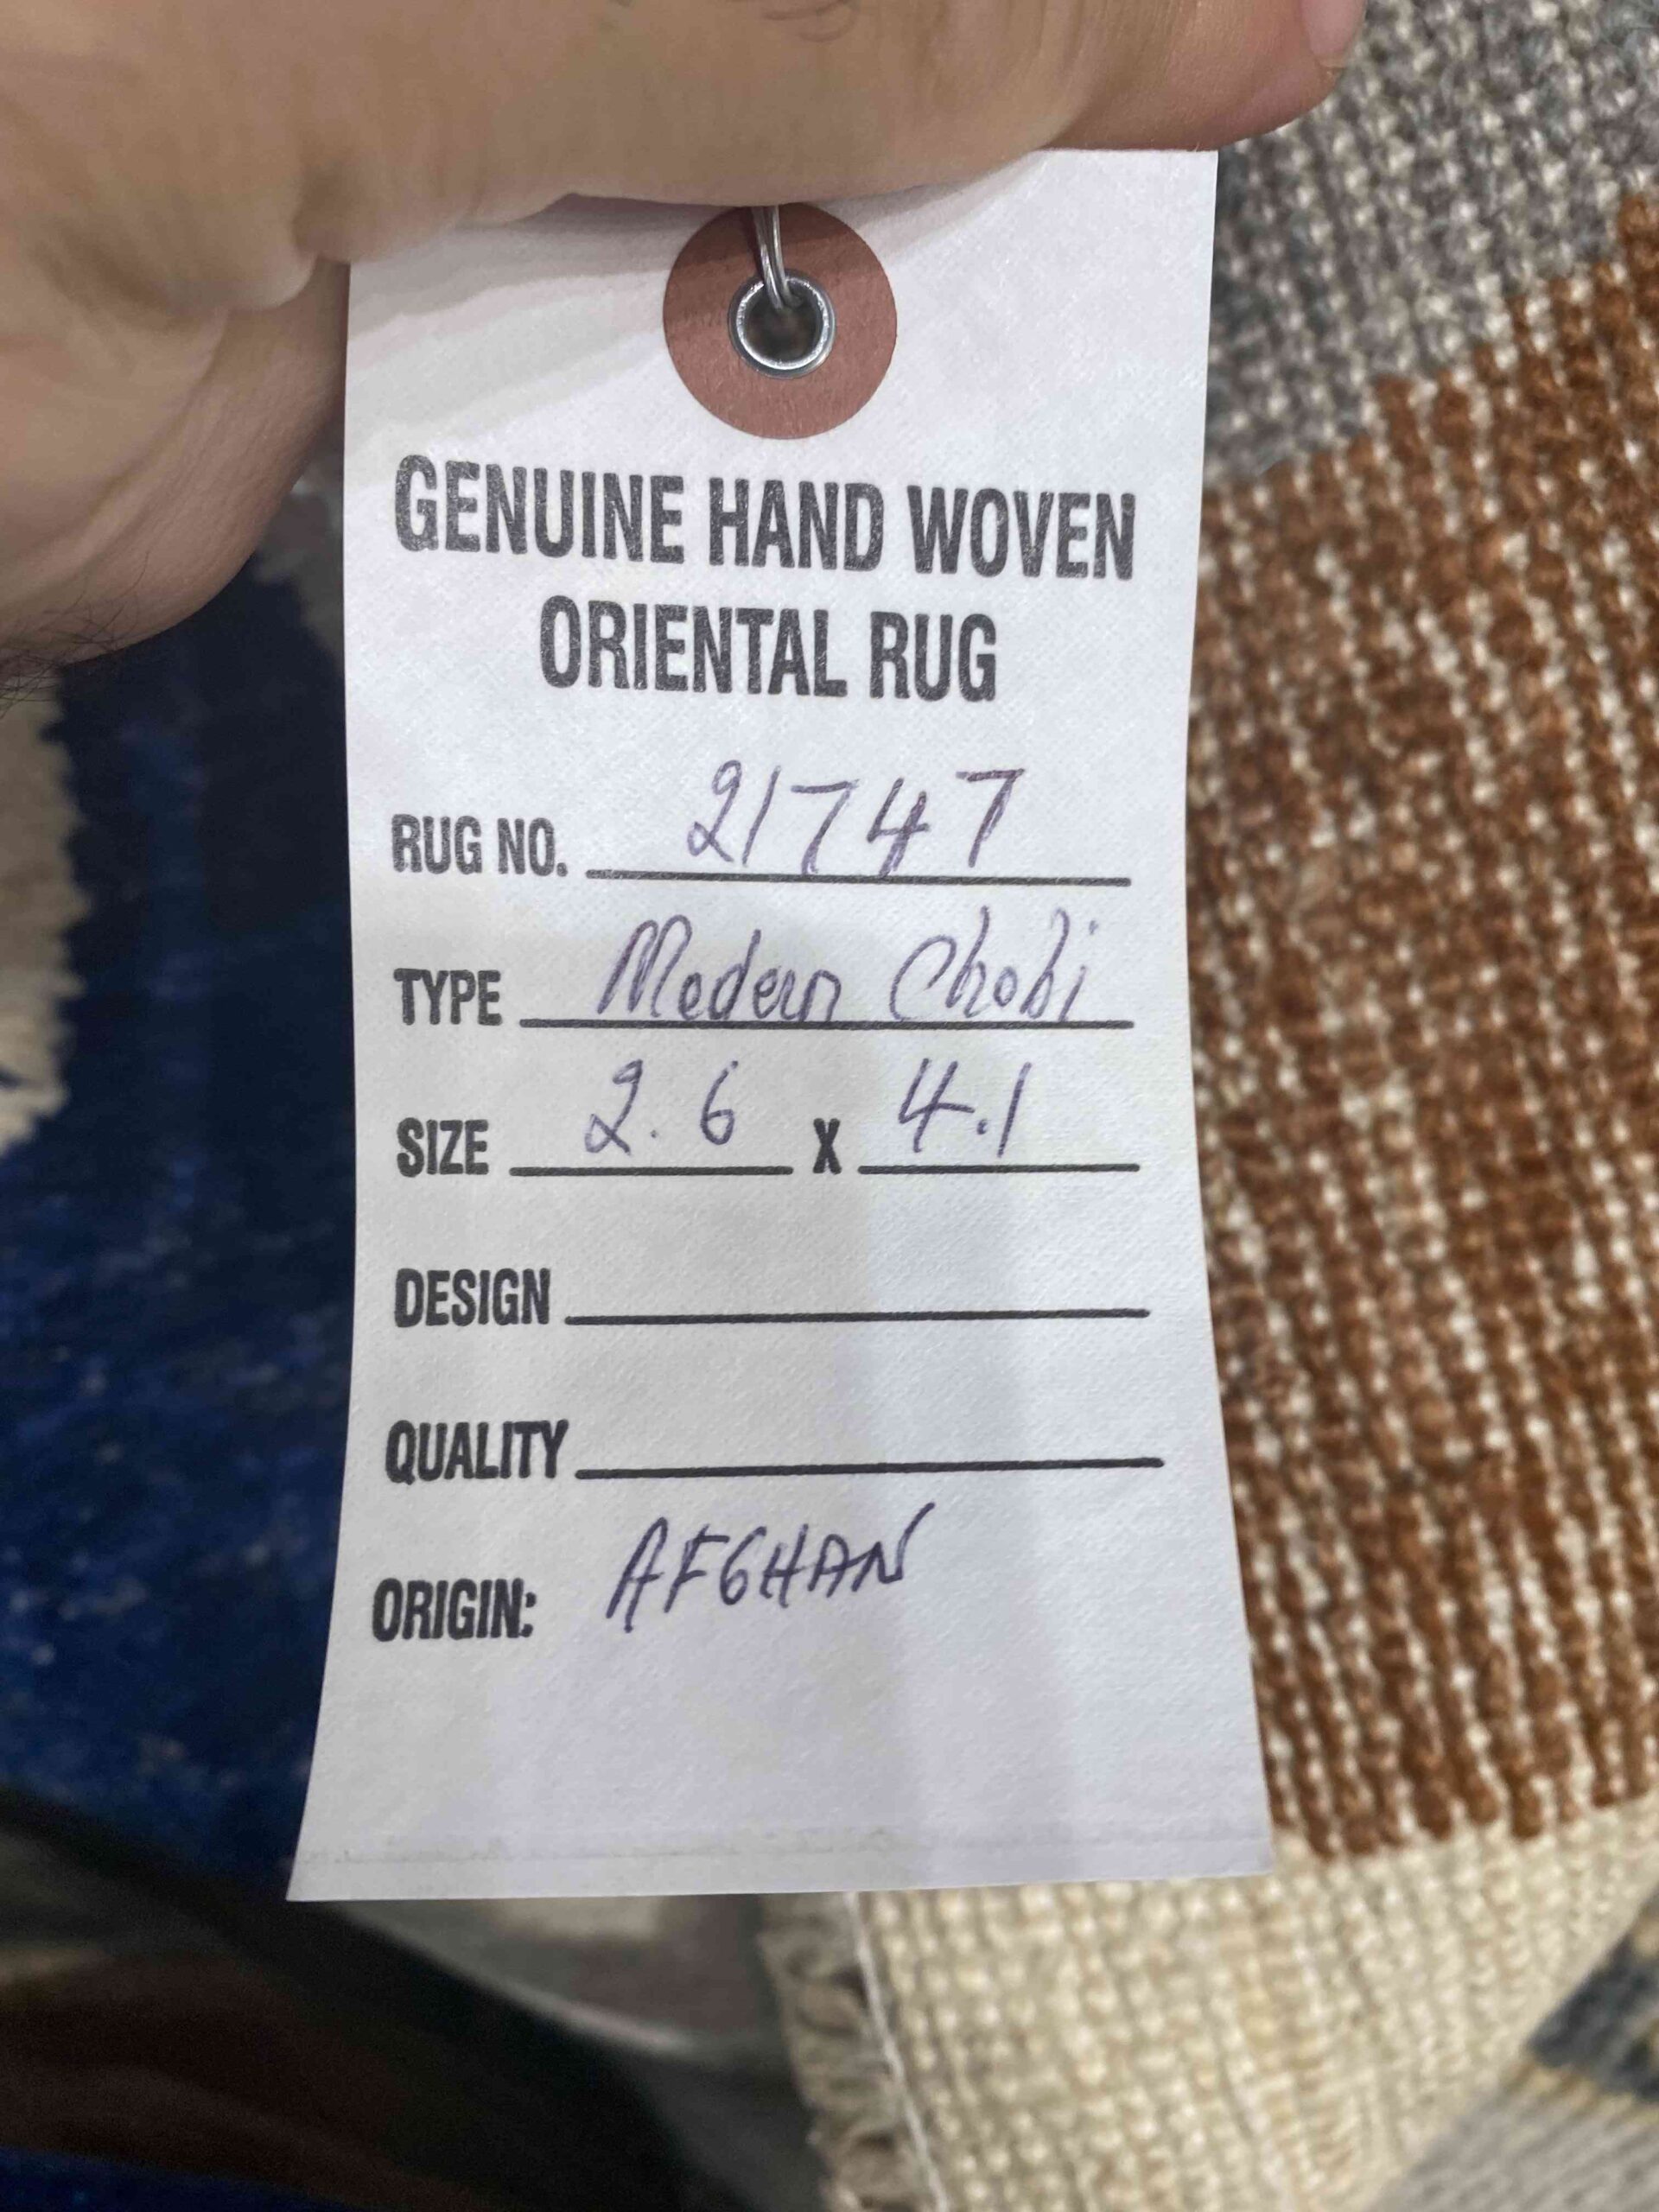 GENUINE HAND WOVEN
ORIENTAL RUG
RUG NO. 21747
TYPE Modern Chobi
SIZE 2.6 X 4.1
DESIGN
QUALITY
ORIGIN: AFGHAN